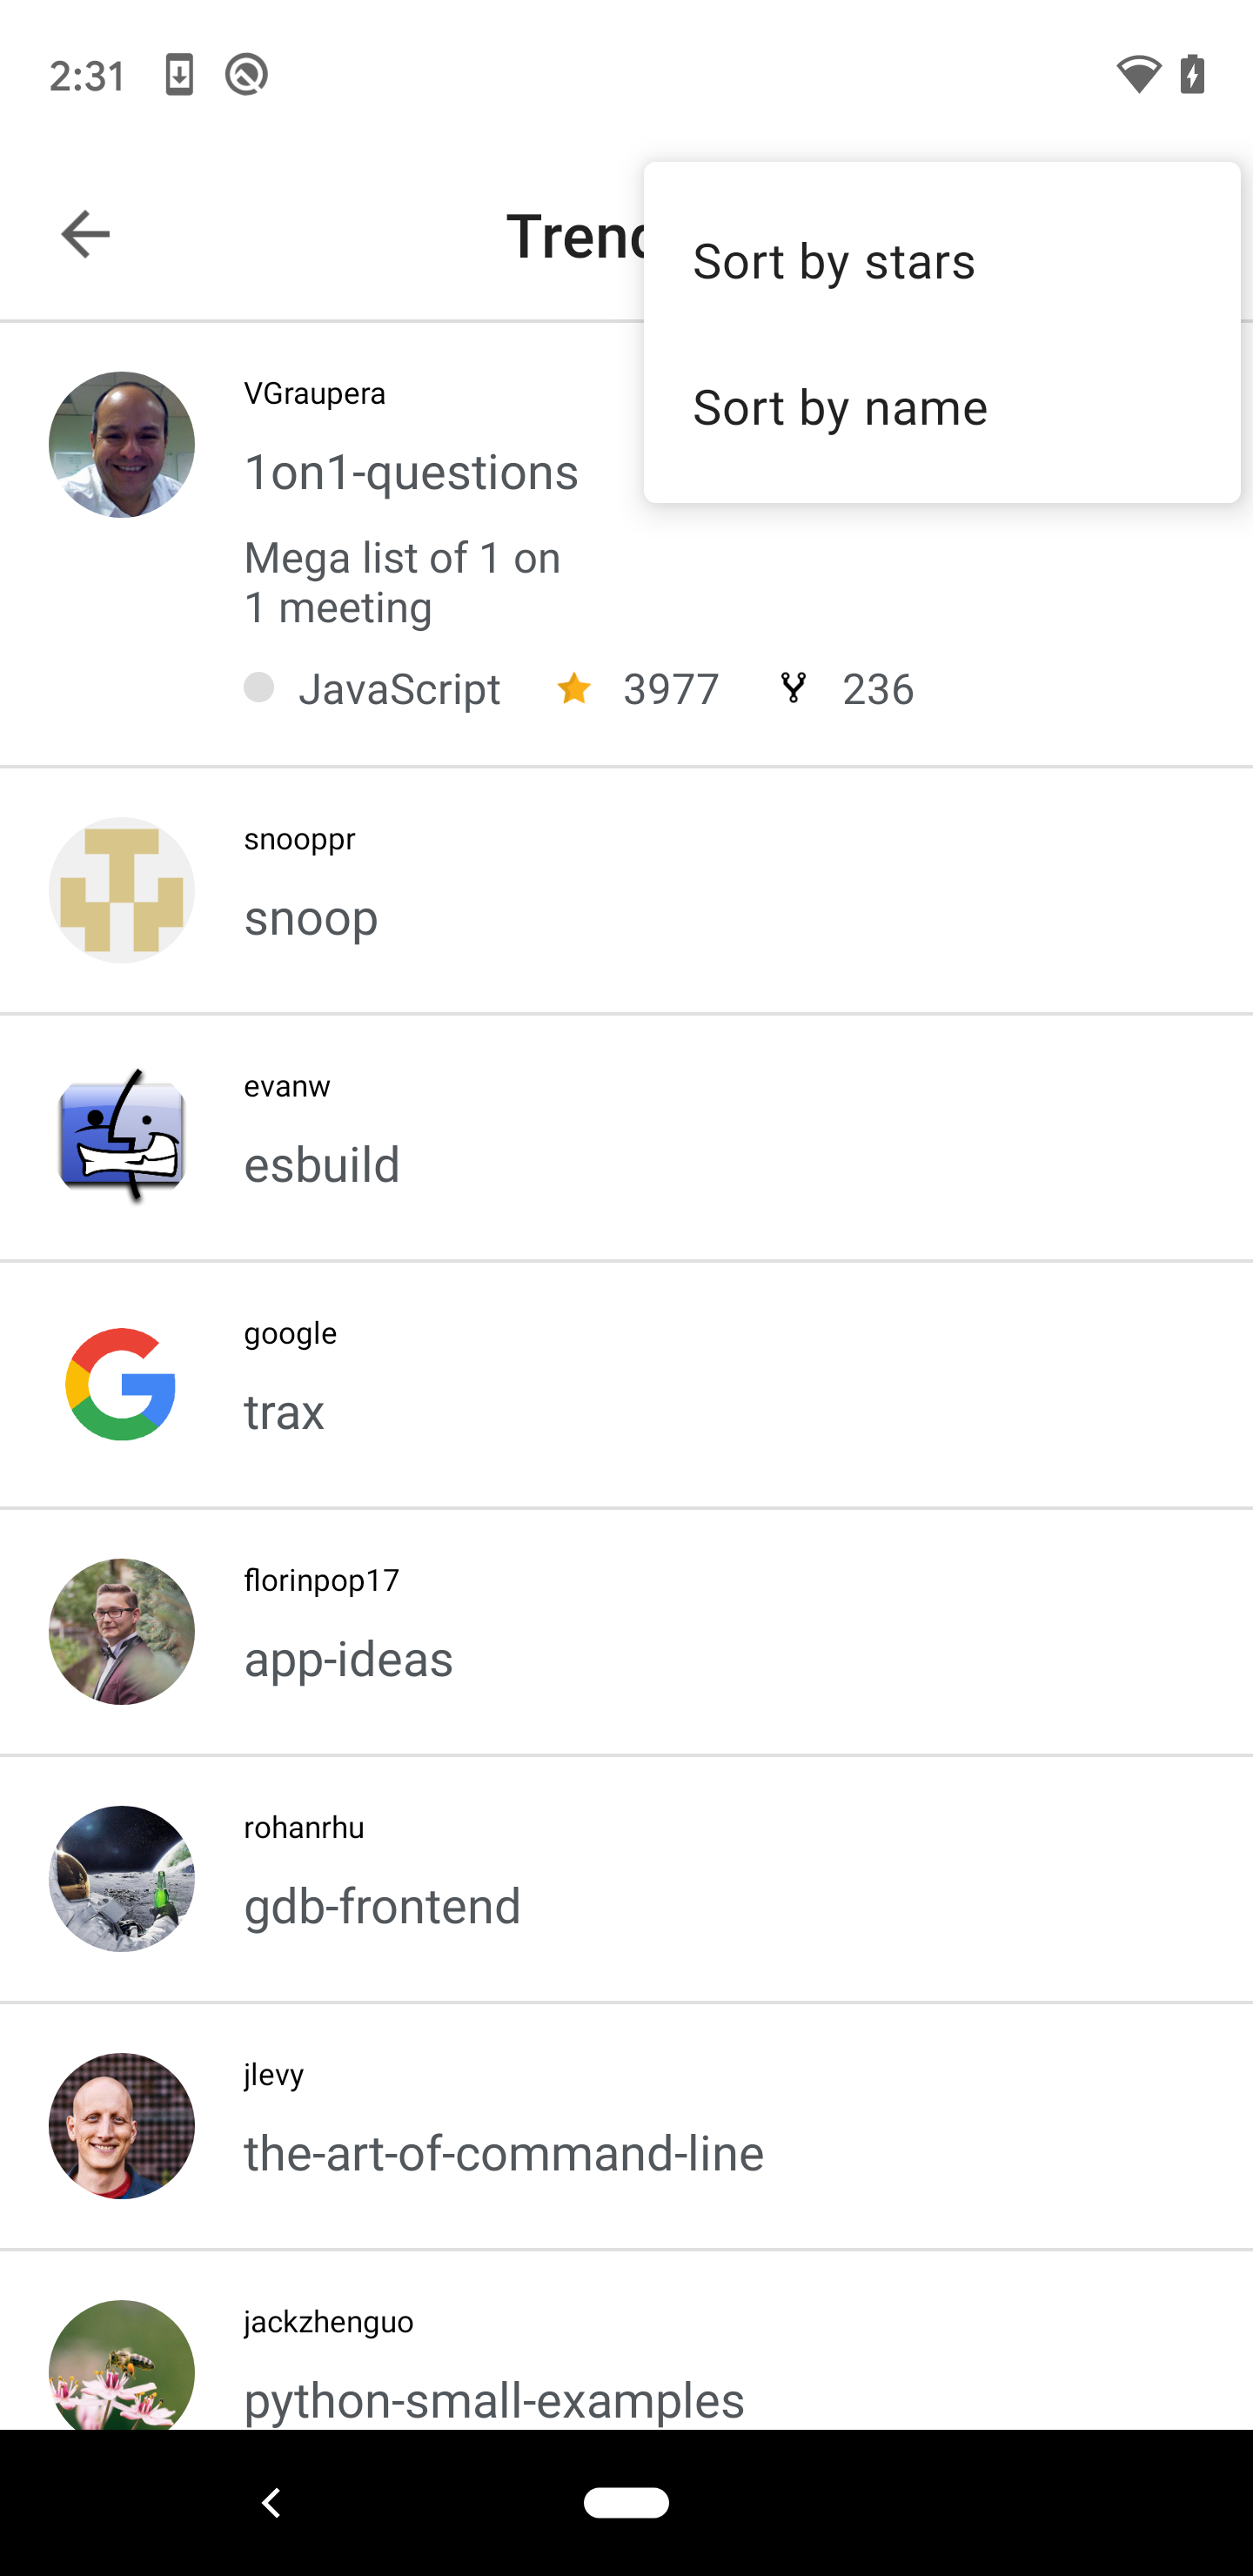 2:31
Trend
Sort by stars
Sort by name
VGraupera
1on1-questions
Mega list of 1 on
1 meeting
JavaScript 3977 236
snooppr
snoop
evanw
esbuild
google
trax
florinpop17
app-ideas
rohanrhu
gdb-frontend
jlevy
the-art-of-command-line
jackzhenguo
python-small-examples